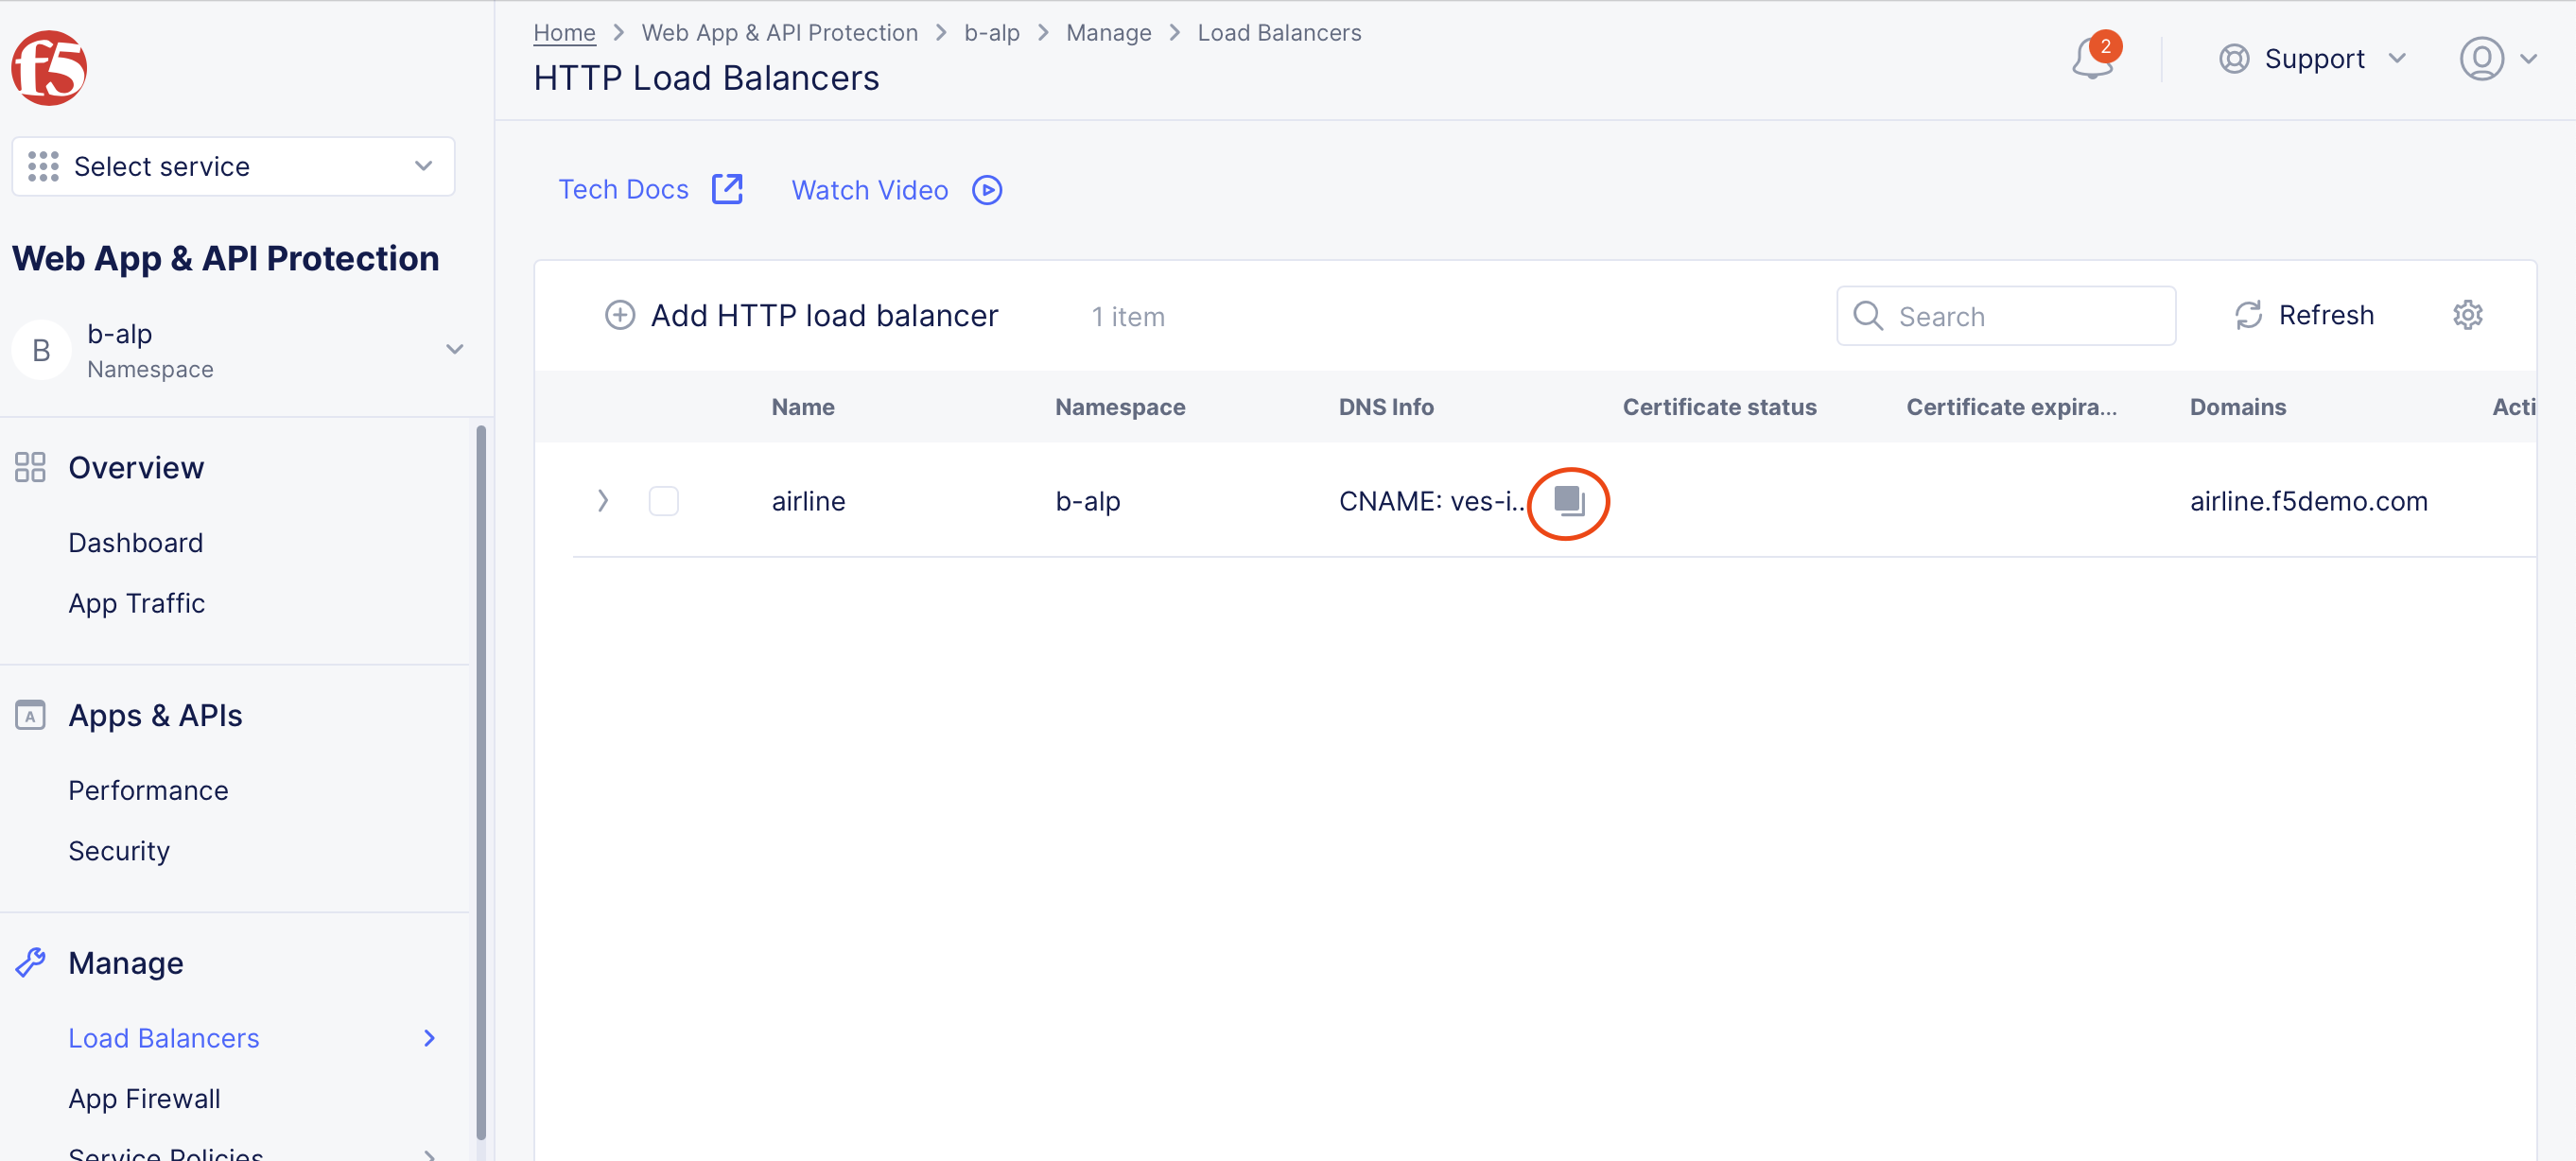 f5
Home > Web App & API Protection > b-alp > Manage > Load Balancers
HTTP Load Balancers
2
Support
Select service
Tech Docs
Watch Video
Web App & API Protection
B
b-alp
Namespace
Add HTTP load balancer
1 item
Search
Refresh
Name Namespace DNS Info Certificate status Certificate expira... Domains Acti
airline b-alp CNAME: ves-i.. airline.f5demo.com
Overview
Dashboard
App Traffic
A
Apps & APIs
Performance
Security
Manage
Load Balancers
App Firewall
Service Policies